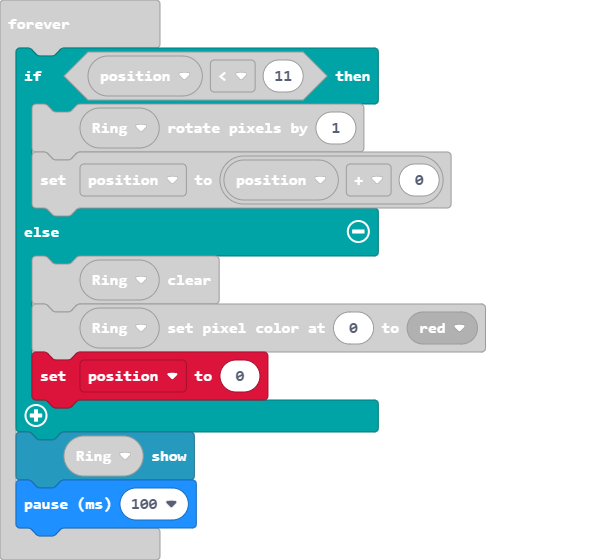 forever
if position < 11 then
Ring rotate pixels by 1
set position to position + 0
else
Ring clear
Ring set pixel color at 0 to red
set position to 0
Ring show
pause (ms) 100